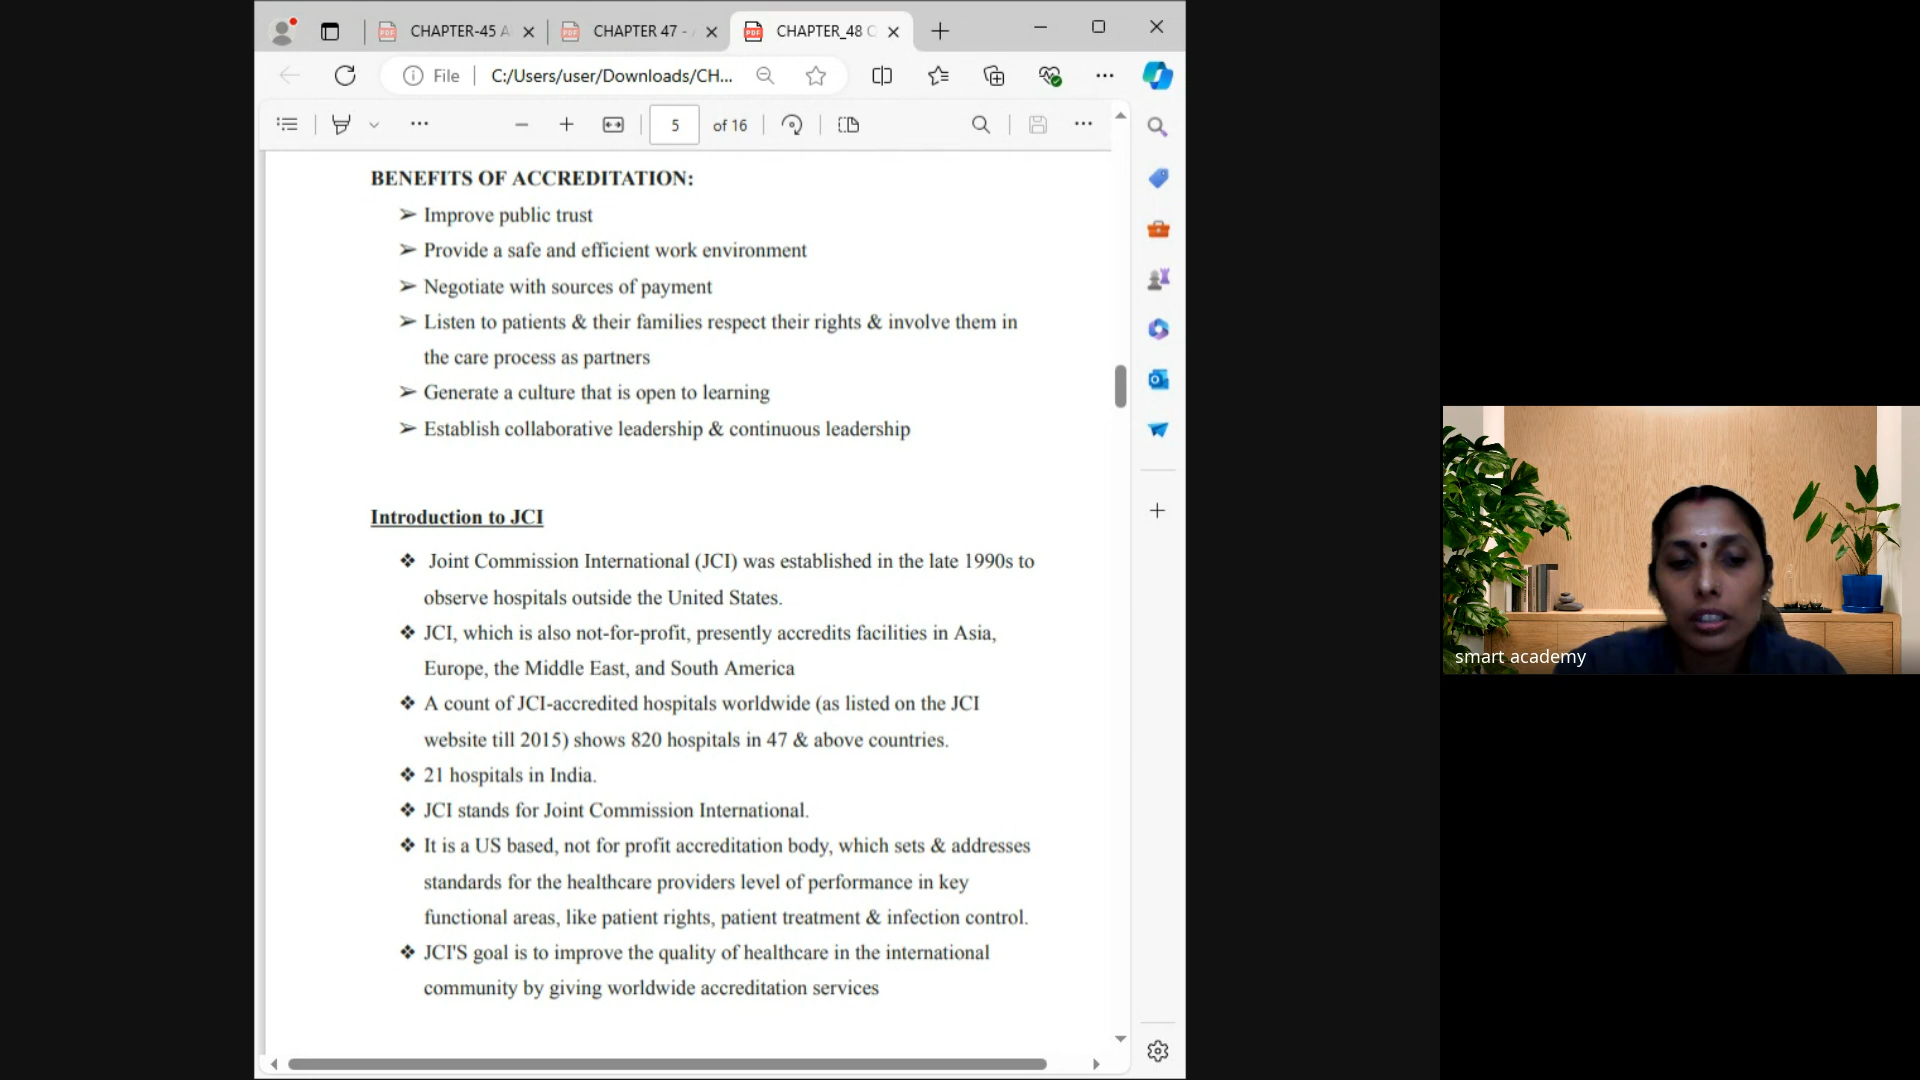 CHAPTER-45 A
CHAPTER 47 -
CHAPTER_48 C
File
C:/Users/user/Downloads/CH...
5
of 16
BENEFITS OF ACCREDITATION:
➢ Improve public trust
➢ Provide a safe and efficient work environment
➢ Negotiate with sources of payment
➢ Listen to patients & their families respect their rights & involve them in
the care process as partners
➢ Generate a culture that is open to learning
➢ Establish collaborative leadership & continuous leadership
Introduction to JCI
❖ Joint Commission International (JCI) was established in the late 1990s to
observe hospitals outside the United States.
❖ JCI, which is also not-for-profit, presently accredits facilities in Asia,
Europe, the Middle East, and South America
❖ A count of JCI-accredited hospitals worldwide (as listed on the JCI
website till 2015) shows 820 hospitals in 47 & above countries.
❖ 21 hospitals in India.
❖ JCI stands for Joint Commission International.
❖ It is a US based, not for profit accreditation body, which sets & addresses
standards for the healthcare providers level of performance in key
functional areas, like patient rights, patient treatment & infection control.
❖ JCI'S goal is to improve the quality of healthcare in the international
community by giving worldwide accreditation services
smart academy